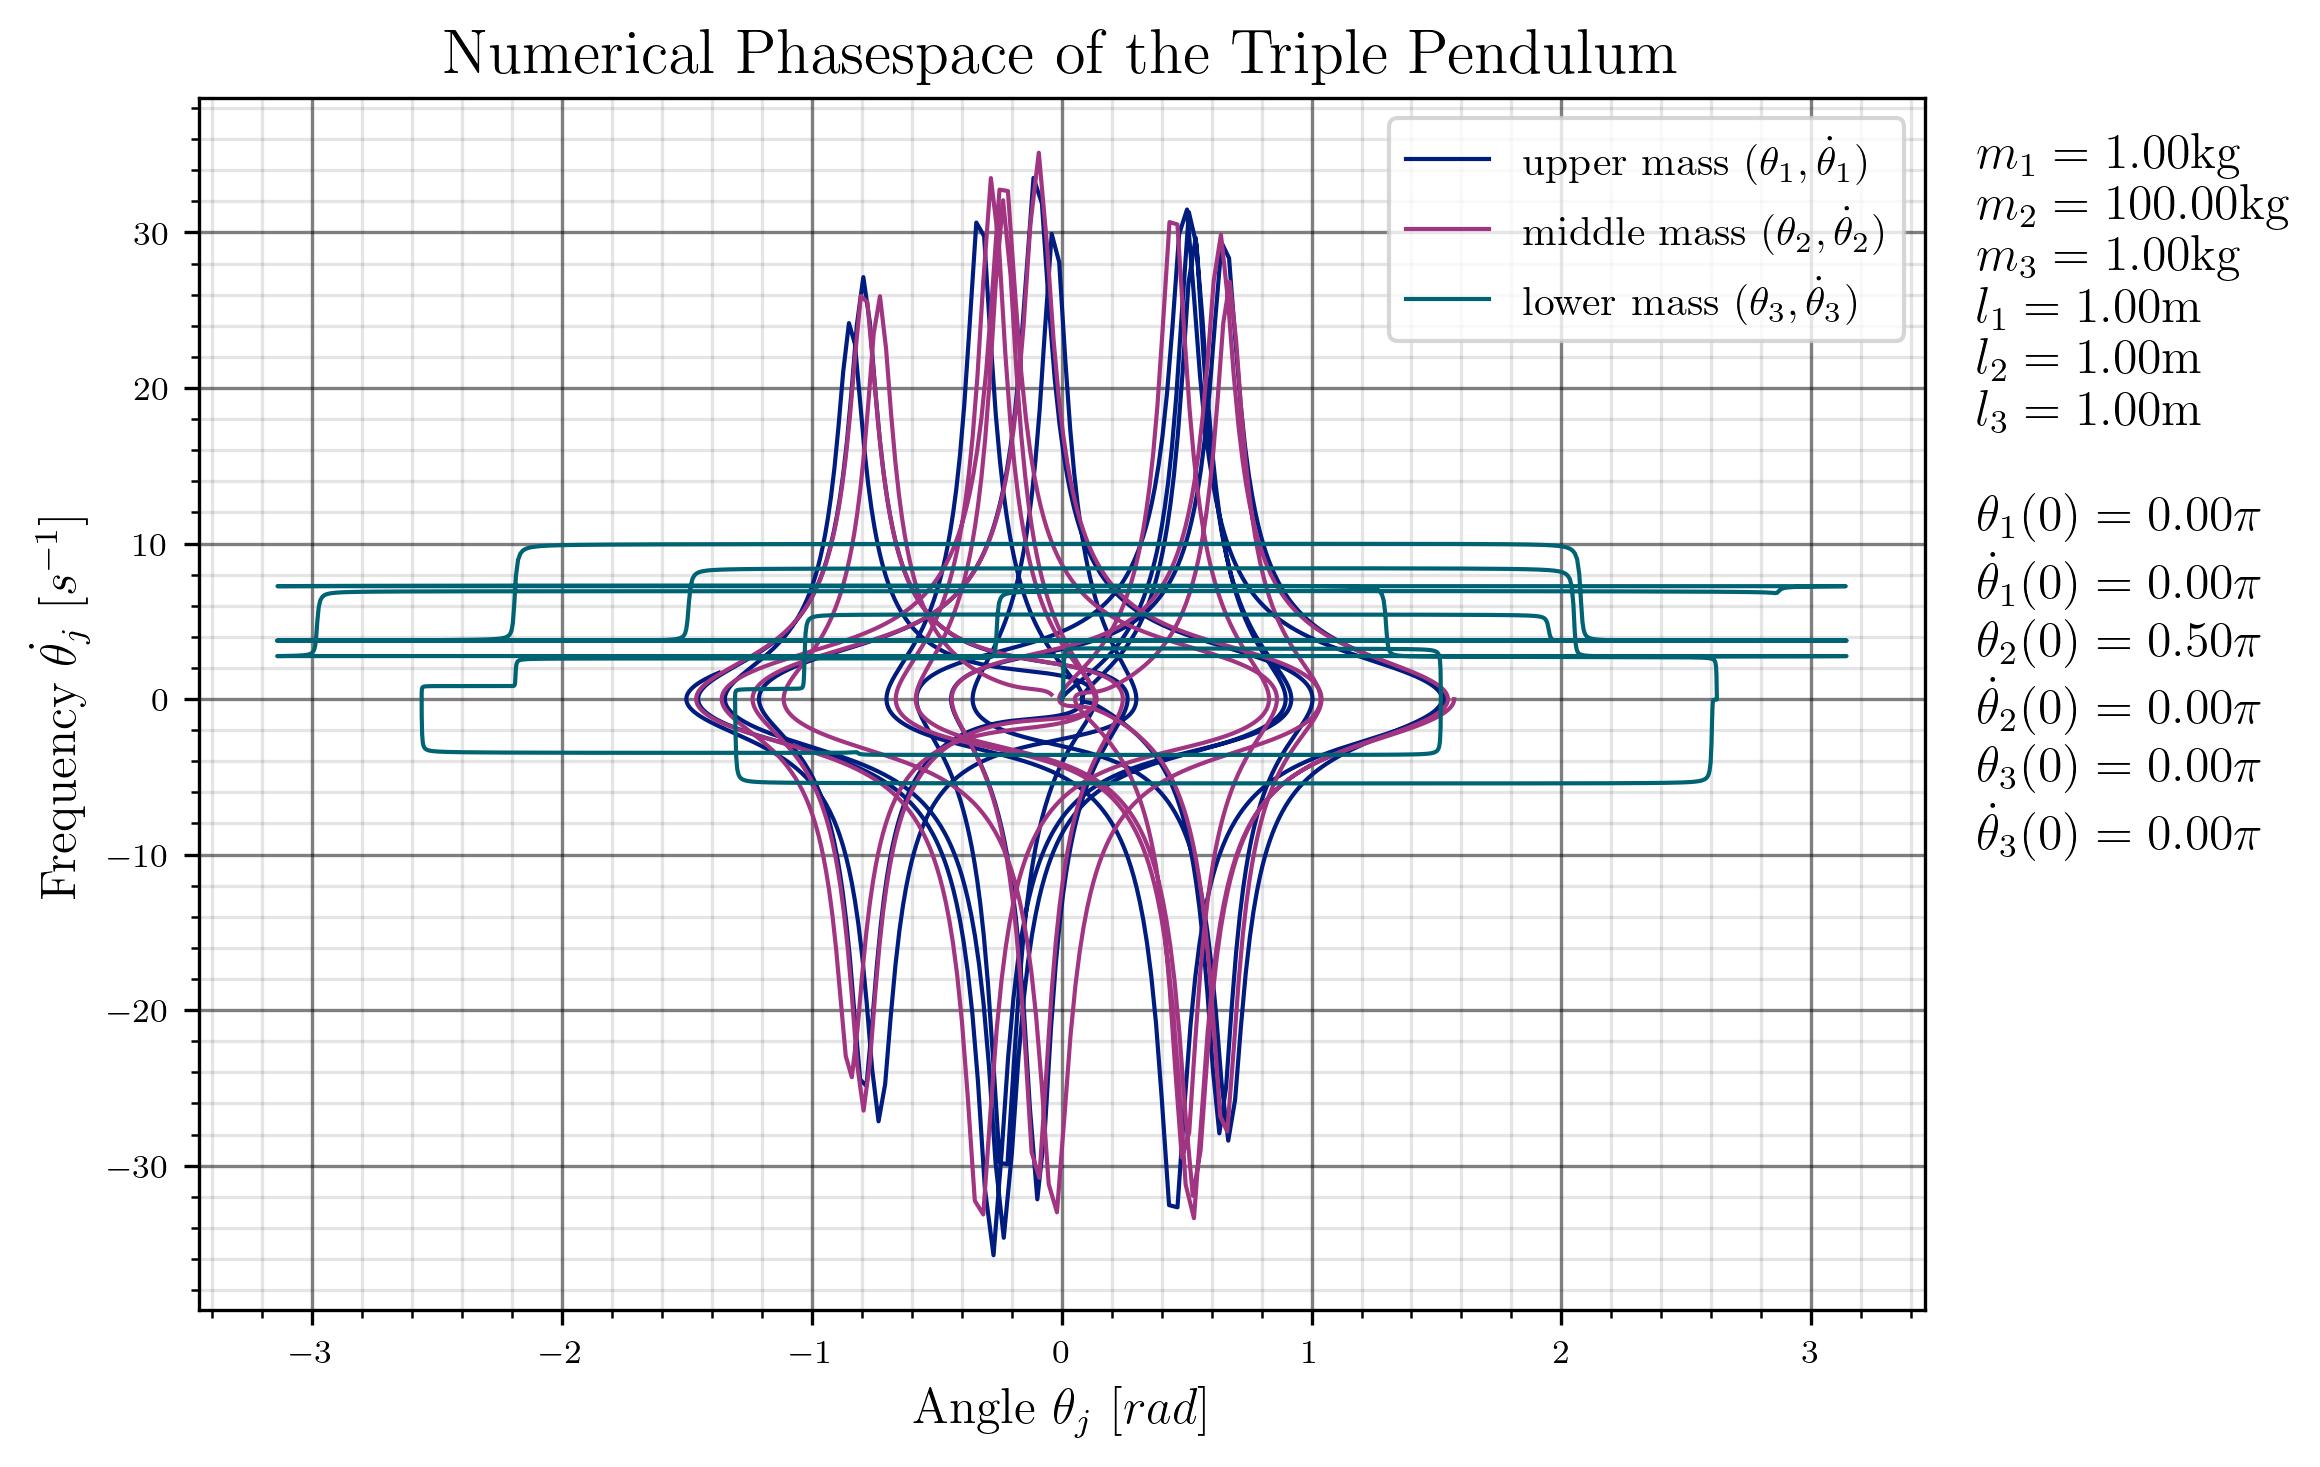 Numerical Phasespace of the Triple Pendulum
upper mass (θ₁, θ̇₁)
middle mass (θ₂, θ̇₂)
lower mass (θ₃, θ̇₃)
m₁ = 1.00kg
m₂ = 100.00kg
m₃ = 1.00kg
l₁ = 1.00m
l₂ = 1.00m
l₃ = 1.00m
θ₁(0) = 0.00π
θ̇₁(0) = 0.00π
θ₂(0) = 0.50π
θ̇₂(0) = 0.00π
θ₃(0) = 0.00π
θ̇₃(0) = 0.00π
Frequency θ̇ⱼ [s⁻¹]
30
20
10
0
−10
−20
−30
−3
−2
−1
0
1
2
3
Angle θⱼ [rad]